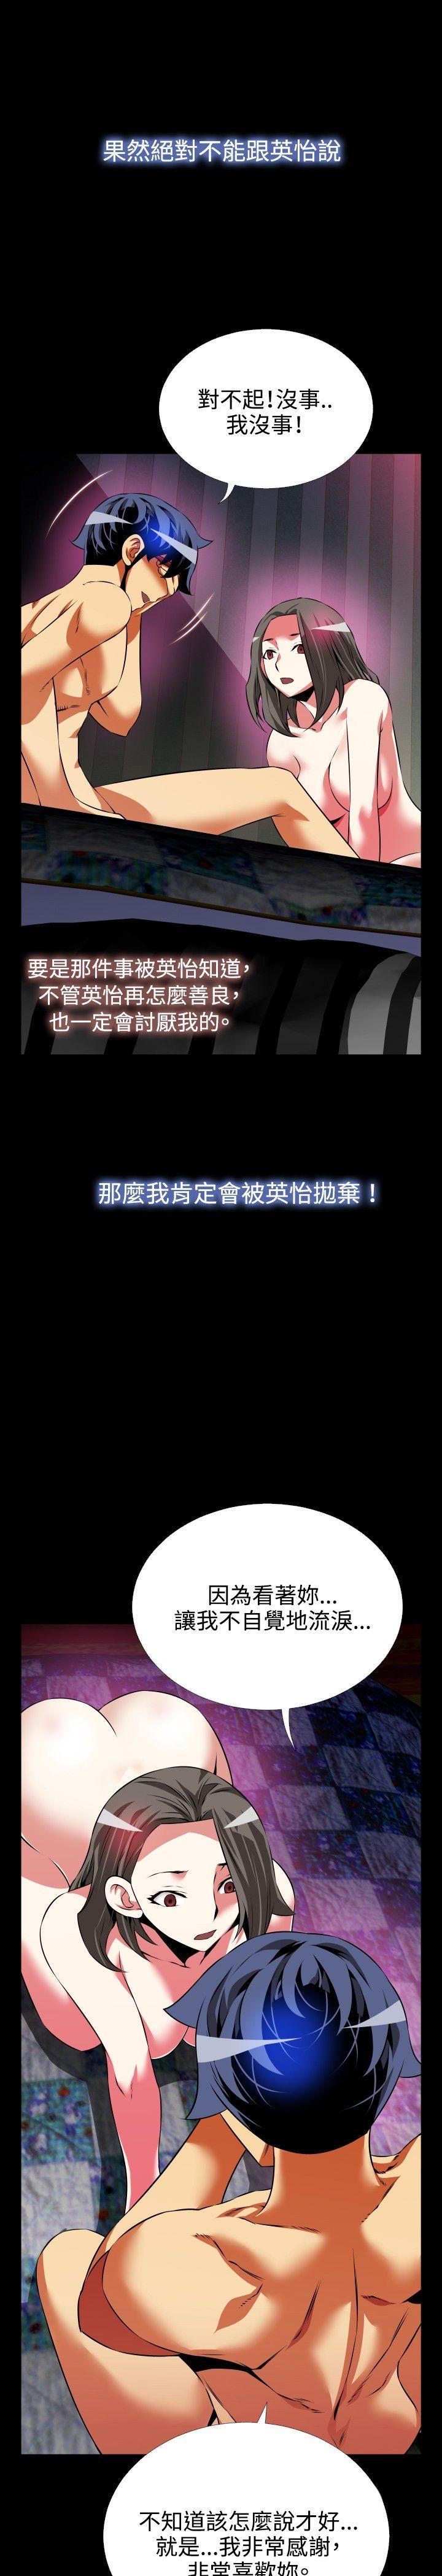 果然絕對不能跟英怡說
對不起!沒事..
我沒事!
要是那件事被英怡知道,
不管英怡再怎麼善良,
也一定會討厭我的。
那麼我肯定會被英怡拋棄!
因為看著妳...
讓我不自覺地流淚...
不知道該怎麼說才好...
就是...我非常感謝,
非常喜歡妳。